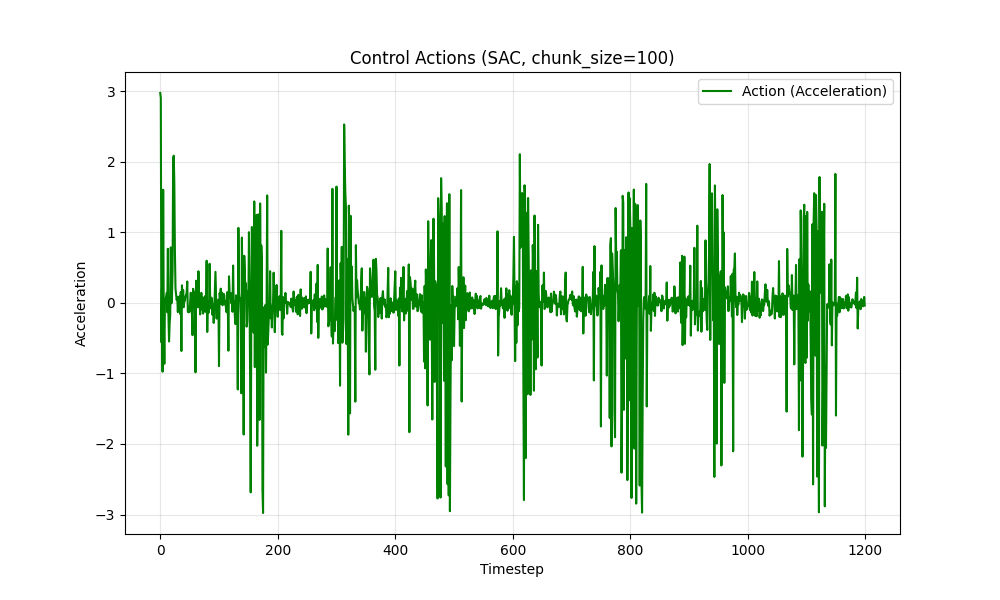 Control Actions (SAC, chunk_size=100)
Action (Acceleration)
3
2
1
0
−1
−2
−3
Acceleration
0 200 400 600 800 1000 1200
Timestep